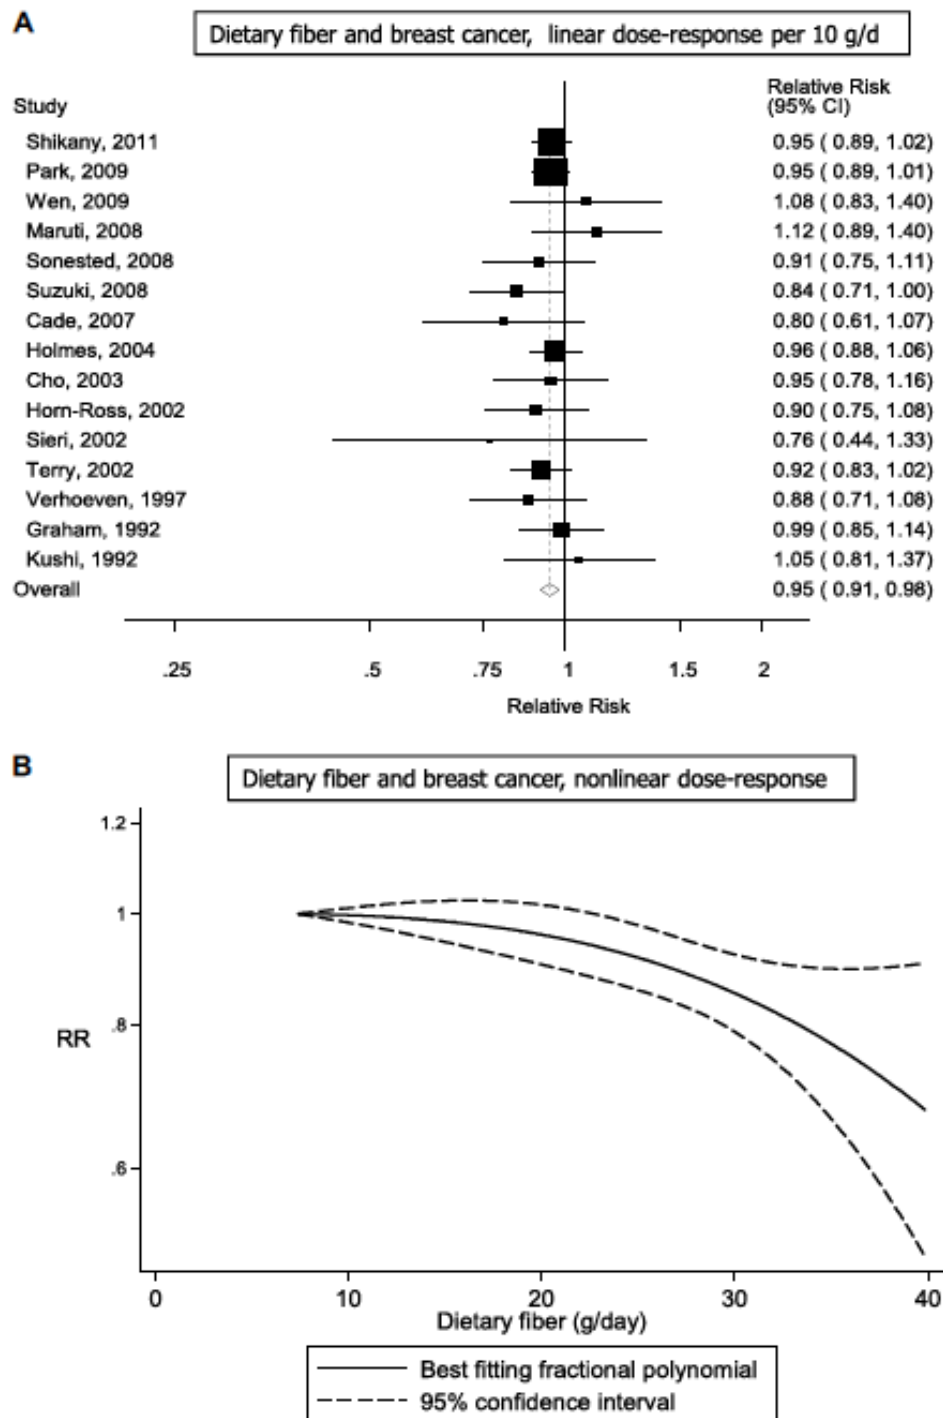 A
Dietary fiber and breast cancer, linear dose-response per 10 g/d
Relative Risk
Study (95% CI)
Shikany, 2011 0.95 ( 0.89, 1.02)
Park, 2009 0.95 ( 0.89, 1.01)
Wen, 2009 1.08 ( 0.83, 1.40)
Maruti, 2008 1.12 ( 0.89, 1.40)
Sonested, 2008 0.91 ( 0.75, 1.11)
Suzuki, 2008 0.84 ( 0.71, 1.00)
Cade, 2007 0.80 ( 0.61, 1.07)
Holmes, 2004 0.96 ( 0.88, 1.06)
Cho, 2003 0.95 ( 0.78, 1.16)
Horn-Ross, 2002 0.90 ( 0.75, 1.08)
Sieri, 2002 0.76 ( 0.44, 1.33)
Terry, 2002 0.92 ( 0.83, 1.02)
Verhoeven, 1997 0.88 ( 0.71, 1.08)
Graham, 1992 0.99 ( 0.85, 1.14)
Kushi, 1992 1.05 ( 0.81, 1.37)
Overall 0.95 ( 0.91, 0.98)
.25 .5 .75 1 1.5 2
Relative Risk
B
Dietary fiber and breast cancer, nonlinear dose-response
1.2
1
.8
RR
.6
0 10 20 30 40
Dietary fiber (g/day)
Best fitting fractional polynomial
95% confidence interval